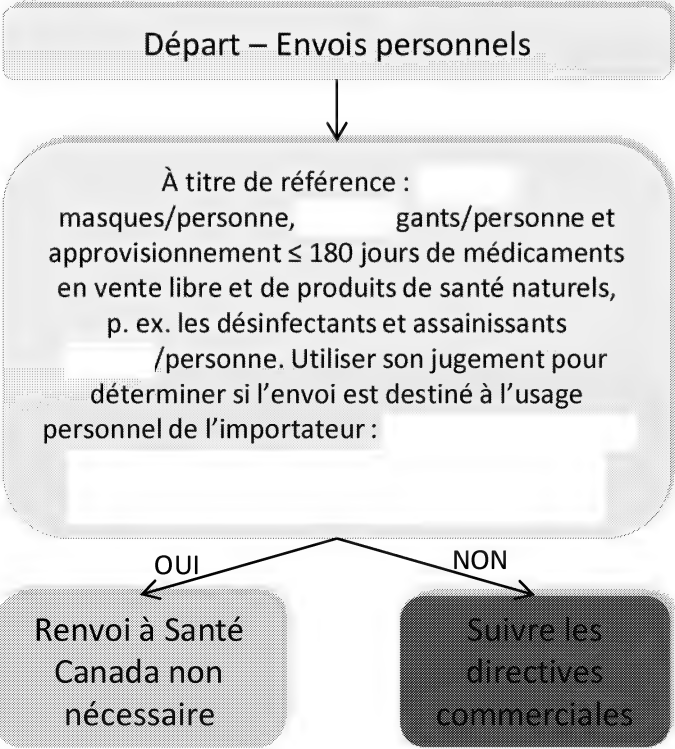 Départ – Envois personnels
À titre de référence :
masques/personne, gants/personne et
approvisionnement ≤ 180 jours de médicaments
en vente libre et de produits de santé naturels,
p. ex. les désinfectants et assainissants
/personne. Utiliser son jugement pour
déterminer si l’envoi est destiné à l’usage
personnel de l’importateur :
OUI
NON
Renvoi à Santé
Canada non
nécessaire
Suivre les
directives
commerciales